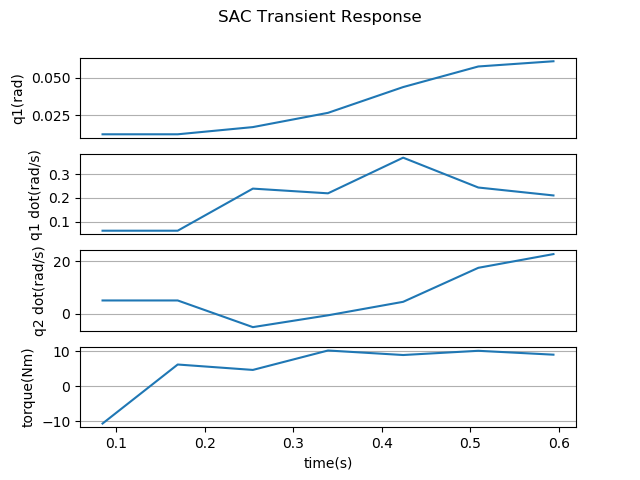 SAC Transient Response
0.050
0.025
q1(rad)
0.3
0.2
0.1
q1 dot(rad/s)
20
0
q2 dot(rad/s)
10
0
−10
torque(Nm)
0.1 0.2 0.3 0.4 0.5 0.6
time(s)